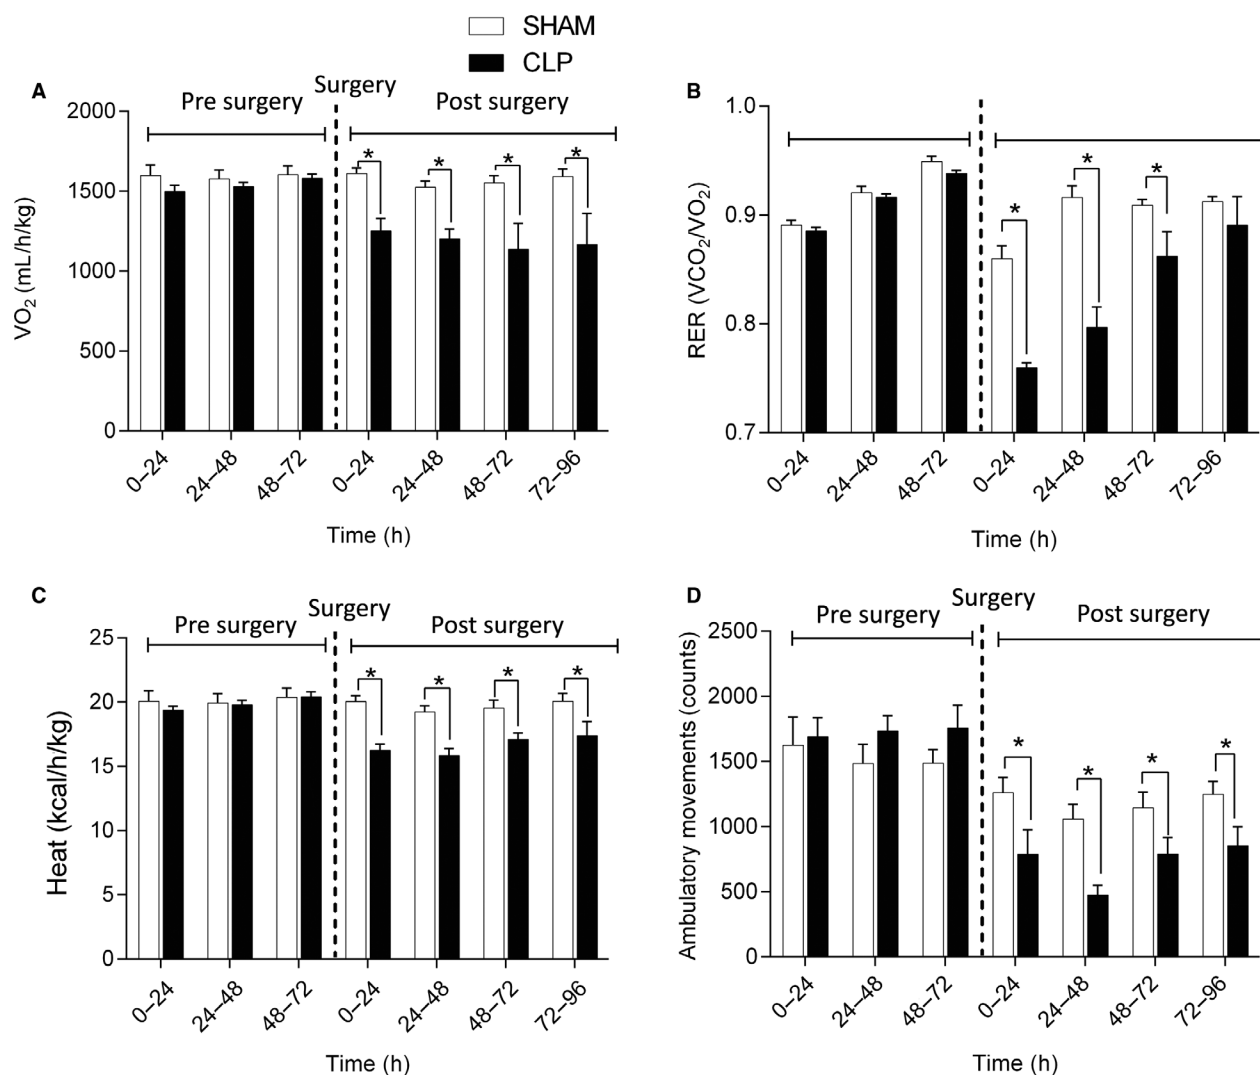 SHAM
CLP
A
Pre surgery
Surgery
Post surgery
VO2 (mL/h/kg)
2000
1500
1000
500
0
* * * *
0–24
24–48
48–72
0–24
24–48
48–72
72–96
Time (h)
B
RER (VCO2/VO2)
1.0
0.9
0.8
0.7
* * *
0–24
24–48
48–72
0–24
24–48
48–72
72–96
Time (h)
C
Pre surgery
Surgery
Post surgery
Heat (kcal/h/kg)
25
20
15
10
5
0
* * * *
0–24
24–48
48–72
0–24
24–48
48–72
72–96
Time (h)
D
Pre surgery
Surgery
Post surgery
Ambulatory movements (counts)
2500
2000
1500
1000
500
0
* * * *
0–24
24–48
48–72
0–24
24–48
48–72
72–96
Time (h)